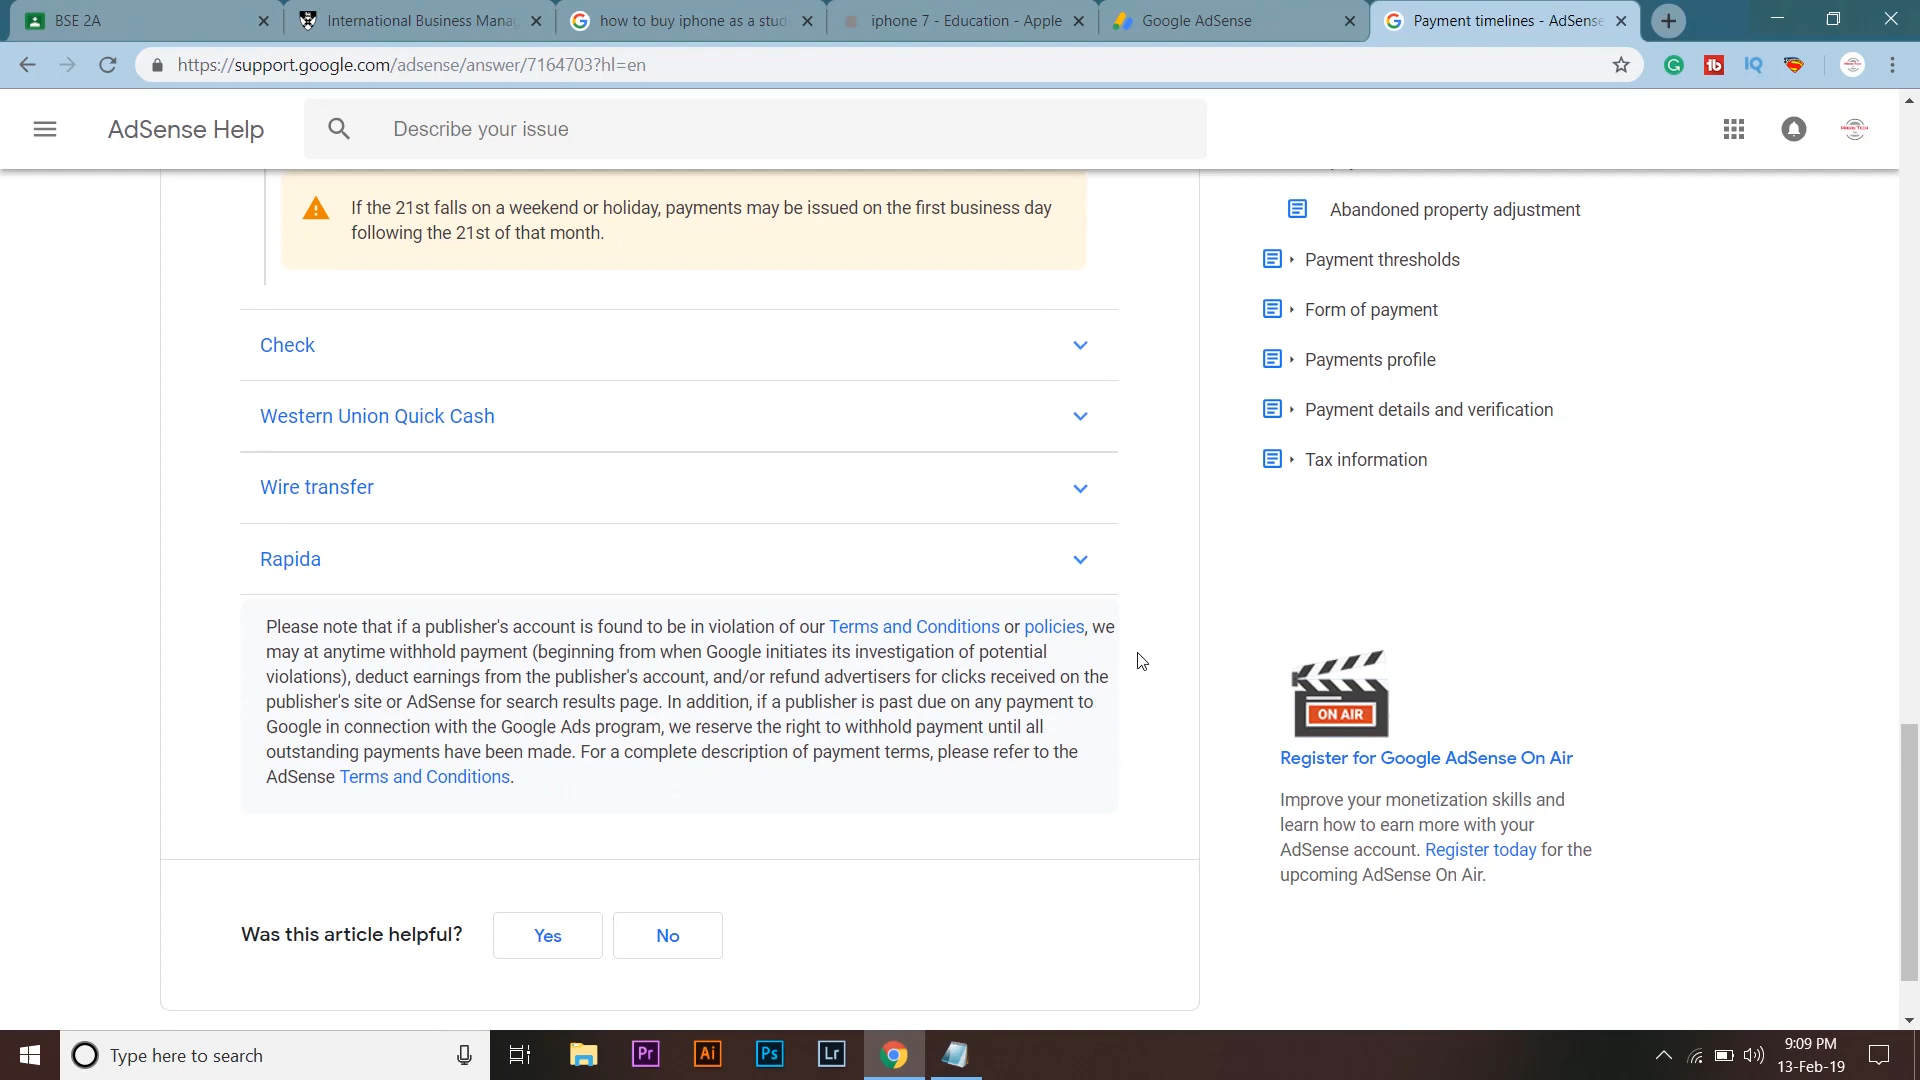 BSE 2A
International Business Manag
how to buy iphone as a stud
iphone 7 - Education - Apple
Google AdSense
Payment timelines - AdSense
https://support.google.com/adsense/answer/7164703?hl=en
AdSense Help
Describe your issue
If the 21st falls on a weekend or holiday, payments may be issued on the first business day
following the 21st of that month.
Check
Western Union Quick Cash
Wire transfer
Rapida
Please note that if a publisher's account is found to be in violation of our Terms and Conditions or policies, we
may at anytime withhold payment (beginning from when Google initiates its investigation of potential
violations), deduct earnings from the publisher's account, and/or refund advertisers for clicks received on the
publisher's site or AdSense for search results page. In addition, if a publisher is past due on any payment to
Google in connection with the Google Ads program, we reserve the right to withhold payment until all
outstanding payments have been made. For a complete description of payment terms, please refer to the
AdSense Terms and Conditions.
Was this article helpful?
Yes
No
Abandoned property adjustment
Payment thresholds
Form of payment
Payments profile
Payment details and verification
Tax information
ON AIR
Register for Google AdSense On Air
Improve your monetization skills and
learn how to earn more with your
AdSense account. Register today for the
upcoming AdSense On Air.
Type here to search
Pr
Ai
Ps
Lr
9:09 PM
13-Feb-19